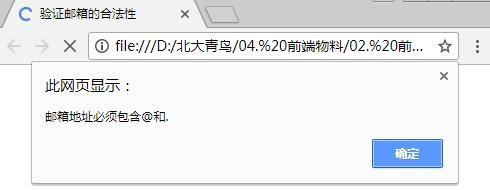 验证邮箱的合法性
file:///D:/北大青鸟/04.%20前端物料/02.%20前...
此网页显示：
邮箱地址必须包含@和.
确定